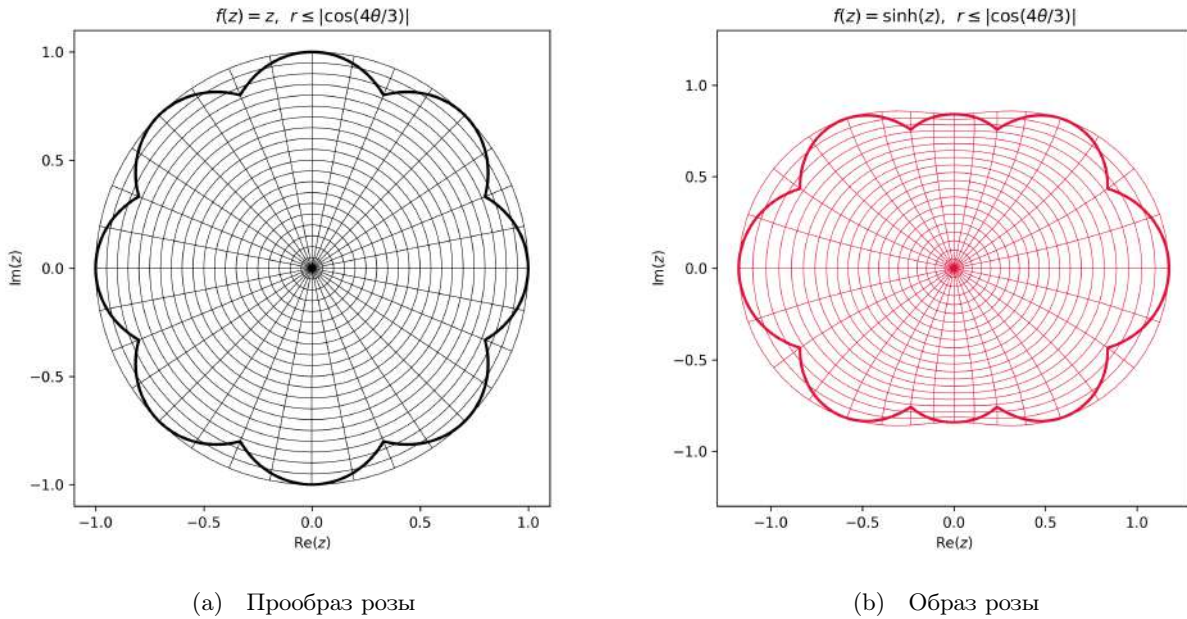 f(z) = z, r ≤ |cos(4θ/3)|
1.0
0.5
0.0
−0.5
−1.0
Im(z)
−1.0 −0.5 0.0 0.5 1.0
Re(z)
(a) Прообраз розы
f(z) = sinh(z), r ≤ |cos(4θ/3)|
1.0
0.5
0.0
−0.5
−1.0
Im(z)
−1.0 −0.5 0.0 0.5 1.0
Re(z)
(b) Образ розы